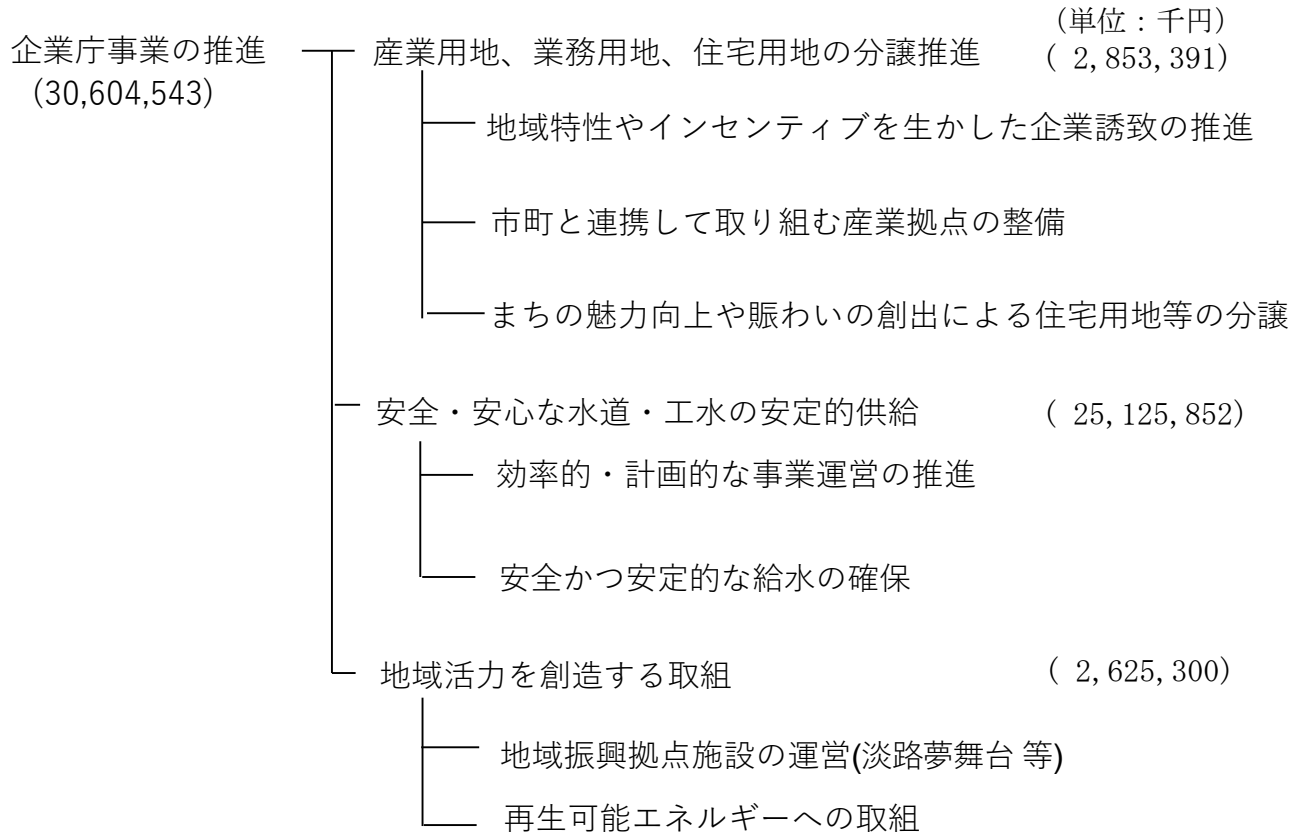 (単位：千円)
企業庁事業の推進
(30,604,543)
産業用地、業務用地、住宅用地の分譲推進 ( 2,853,391)
地域特性やインセンティブを生かした企業誘致の推進
市町と連携して取り組む産業拠点の整備
まちの魅力向上や賑わいの創出による住宅用地等の分譲
安全・安心な水道・工水の安定的供給 ( 25,125,852)
効率的・計画的な事業運営の推進
安全かつ安定的な給水の確保
地域活力を創造する取組 ( 2,625,300)
地域振興拠点施設の運営(淡路夢舞台 等)
再生可能エネルギーへの取組